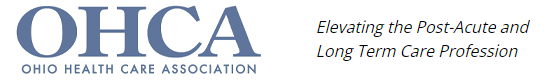 OHCA
OHIO HEALTH CARE ASSOCIATION
Elevating the Post-Acute and
Long Term Care Profession